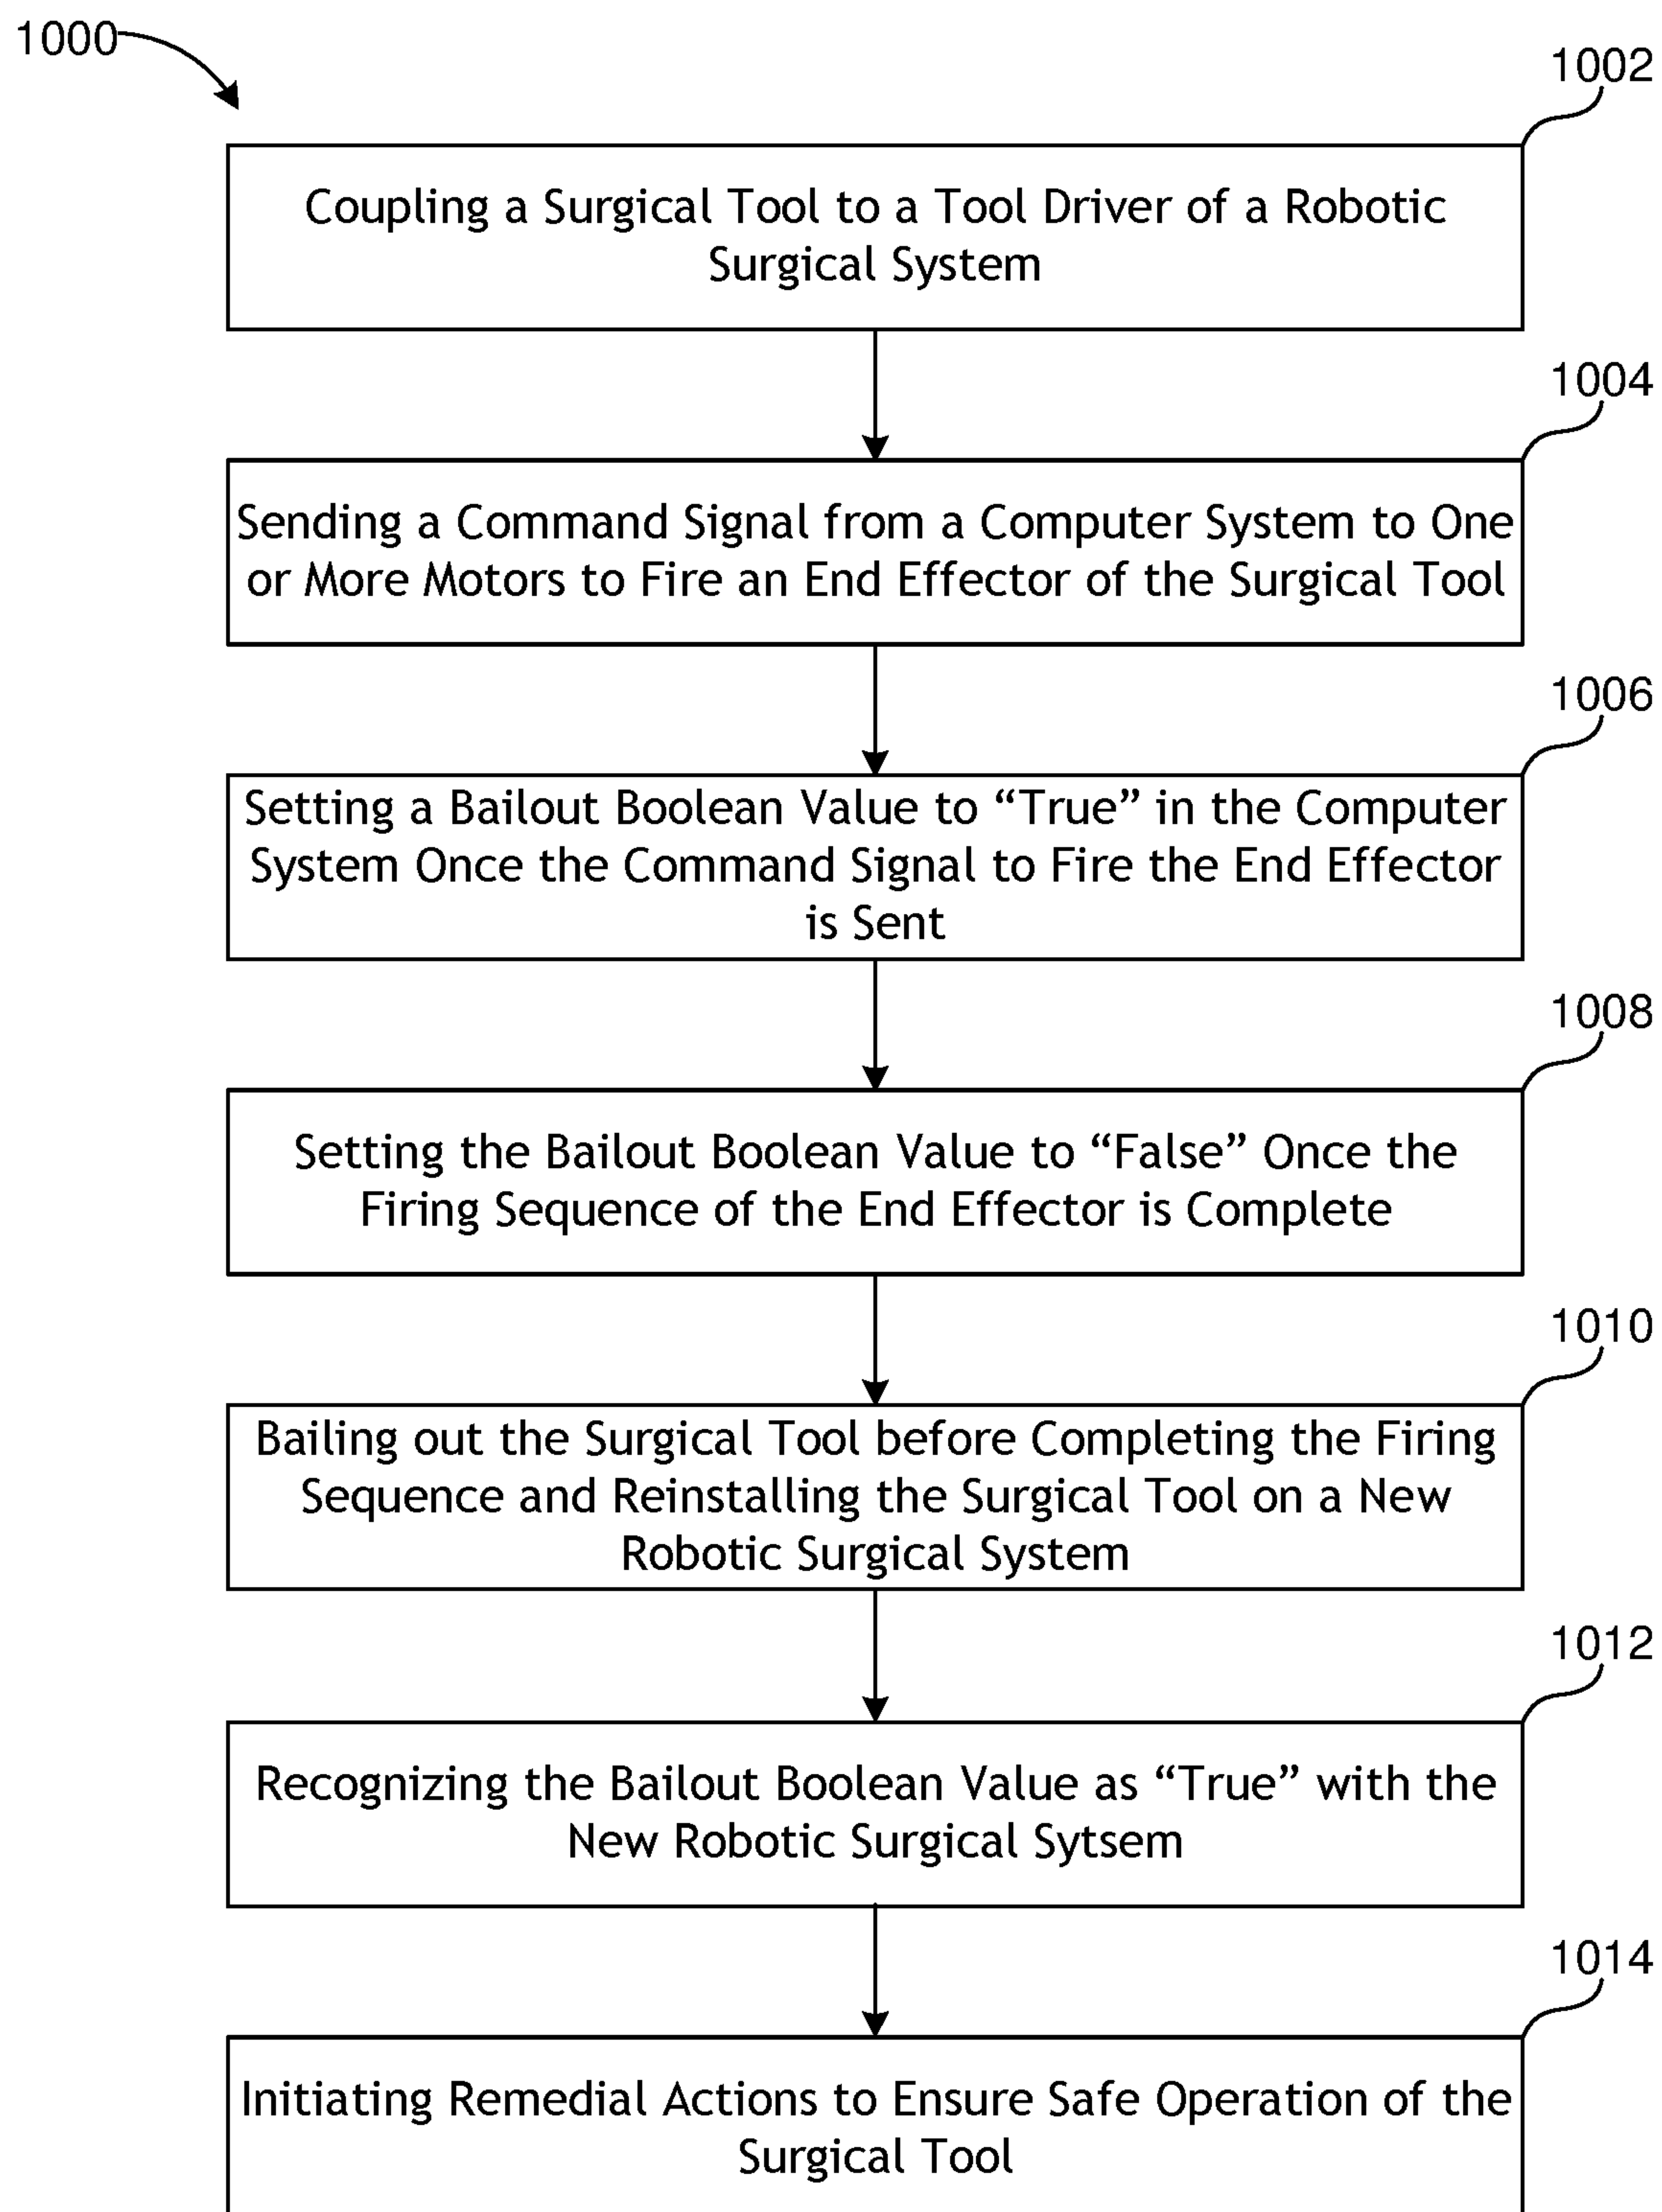 1000
1002
Coupling a Surgical Tool to a Tool Driver of a Robotic
Surgical System
1004
Sending a Command Signal from a Computer System to One
or More Motors to Fire an End Effector of the Surgical Tool
1006
Setting a Bailout Boolean Value to “True” in the Computer
System Once the Command Signal to Fire the End Effector
is Sent
1008
Setting the Bailout Boolean Value to “False” Once the
Firing Sequence of the End Effector is Complete
1010
Bailing out the Surgical Tool before Completing the Firing
Sequence and Reinstalling the Surgical Tool on a New
Robotic Surgical System
1012
Recognizing the Bailout Boolean Value as “True” with the
New Robotic Surgical Sytsem
1014
Initiating Remedial Actions to Ensure Safe Operation of the
Surgical Tool